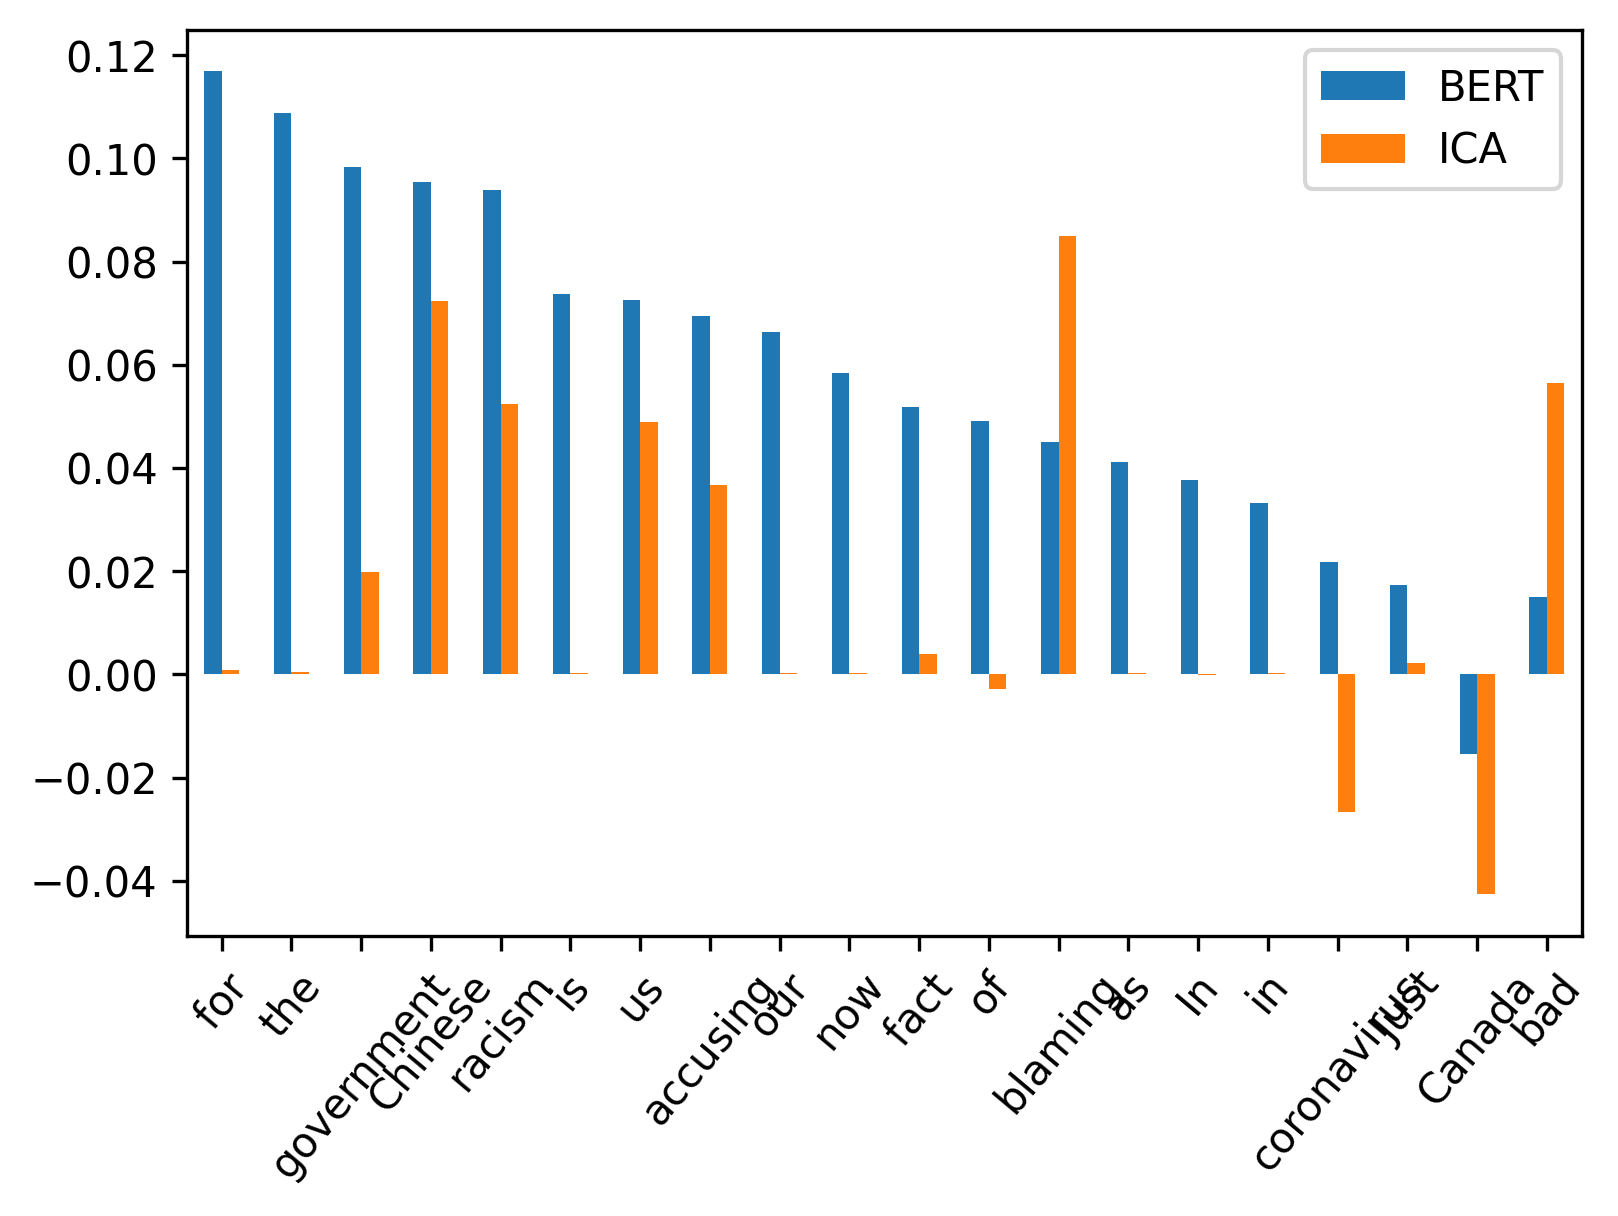 0.12
0.10
0.08
0.06
0.04
0.02
0.00
−0.02
−0.04
BERT
ICA
for
the
government
Chinese
racism
is
us
accusing
our
now
fact
of
blaming
as
In
in
coronavirus
Just
Canada
bad